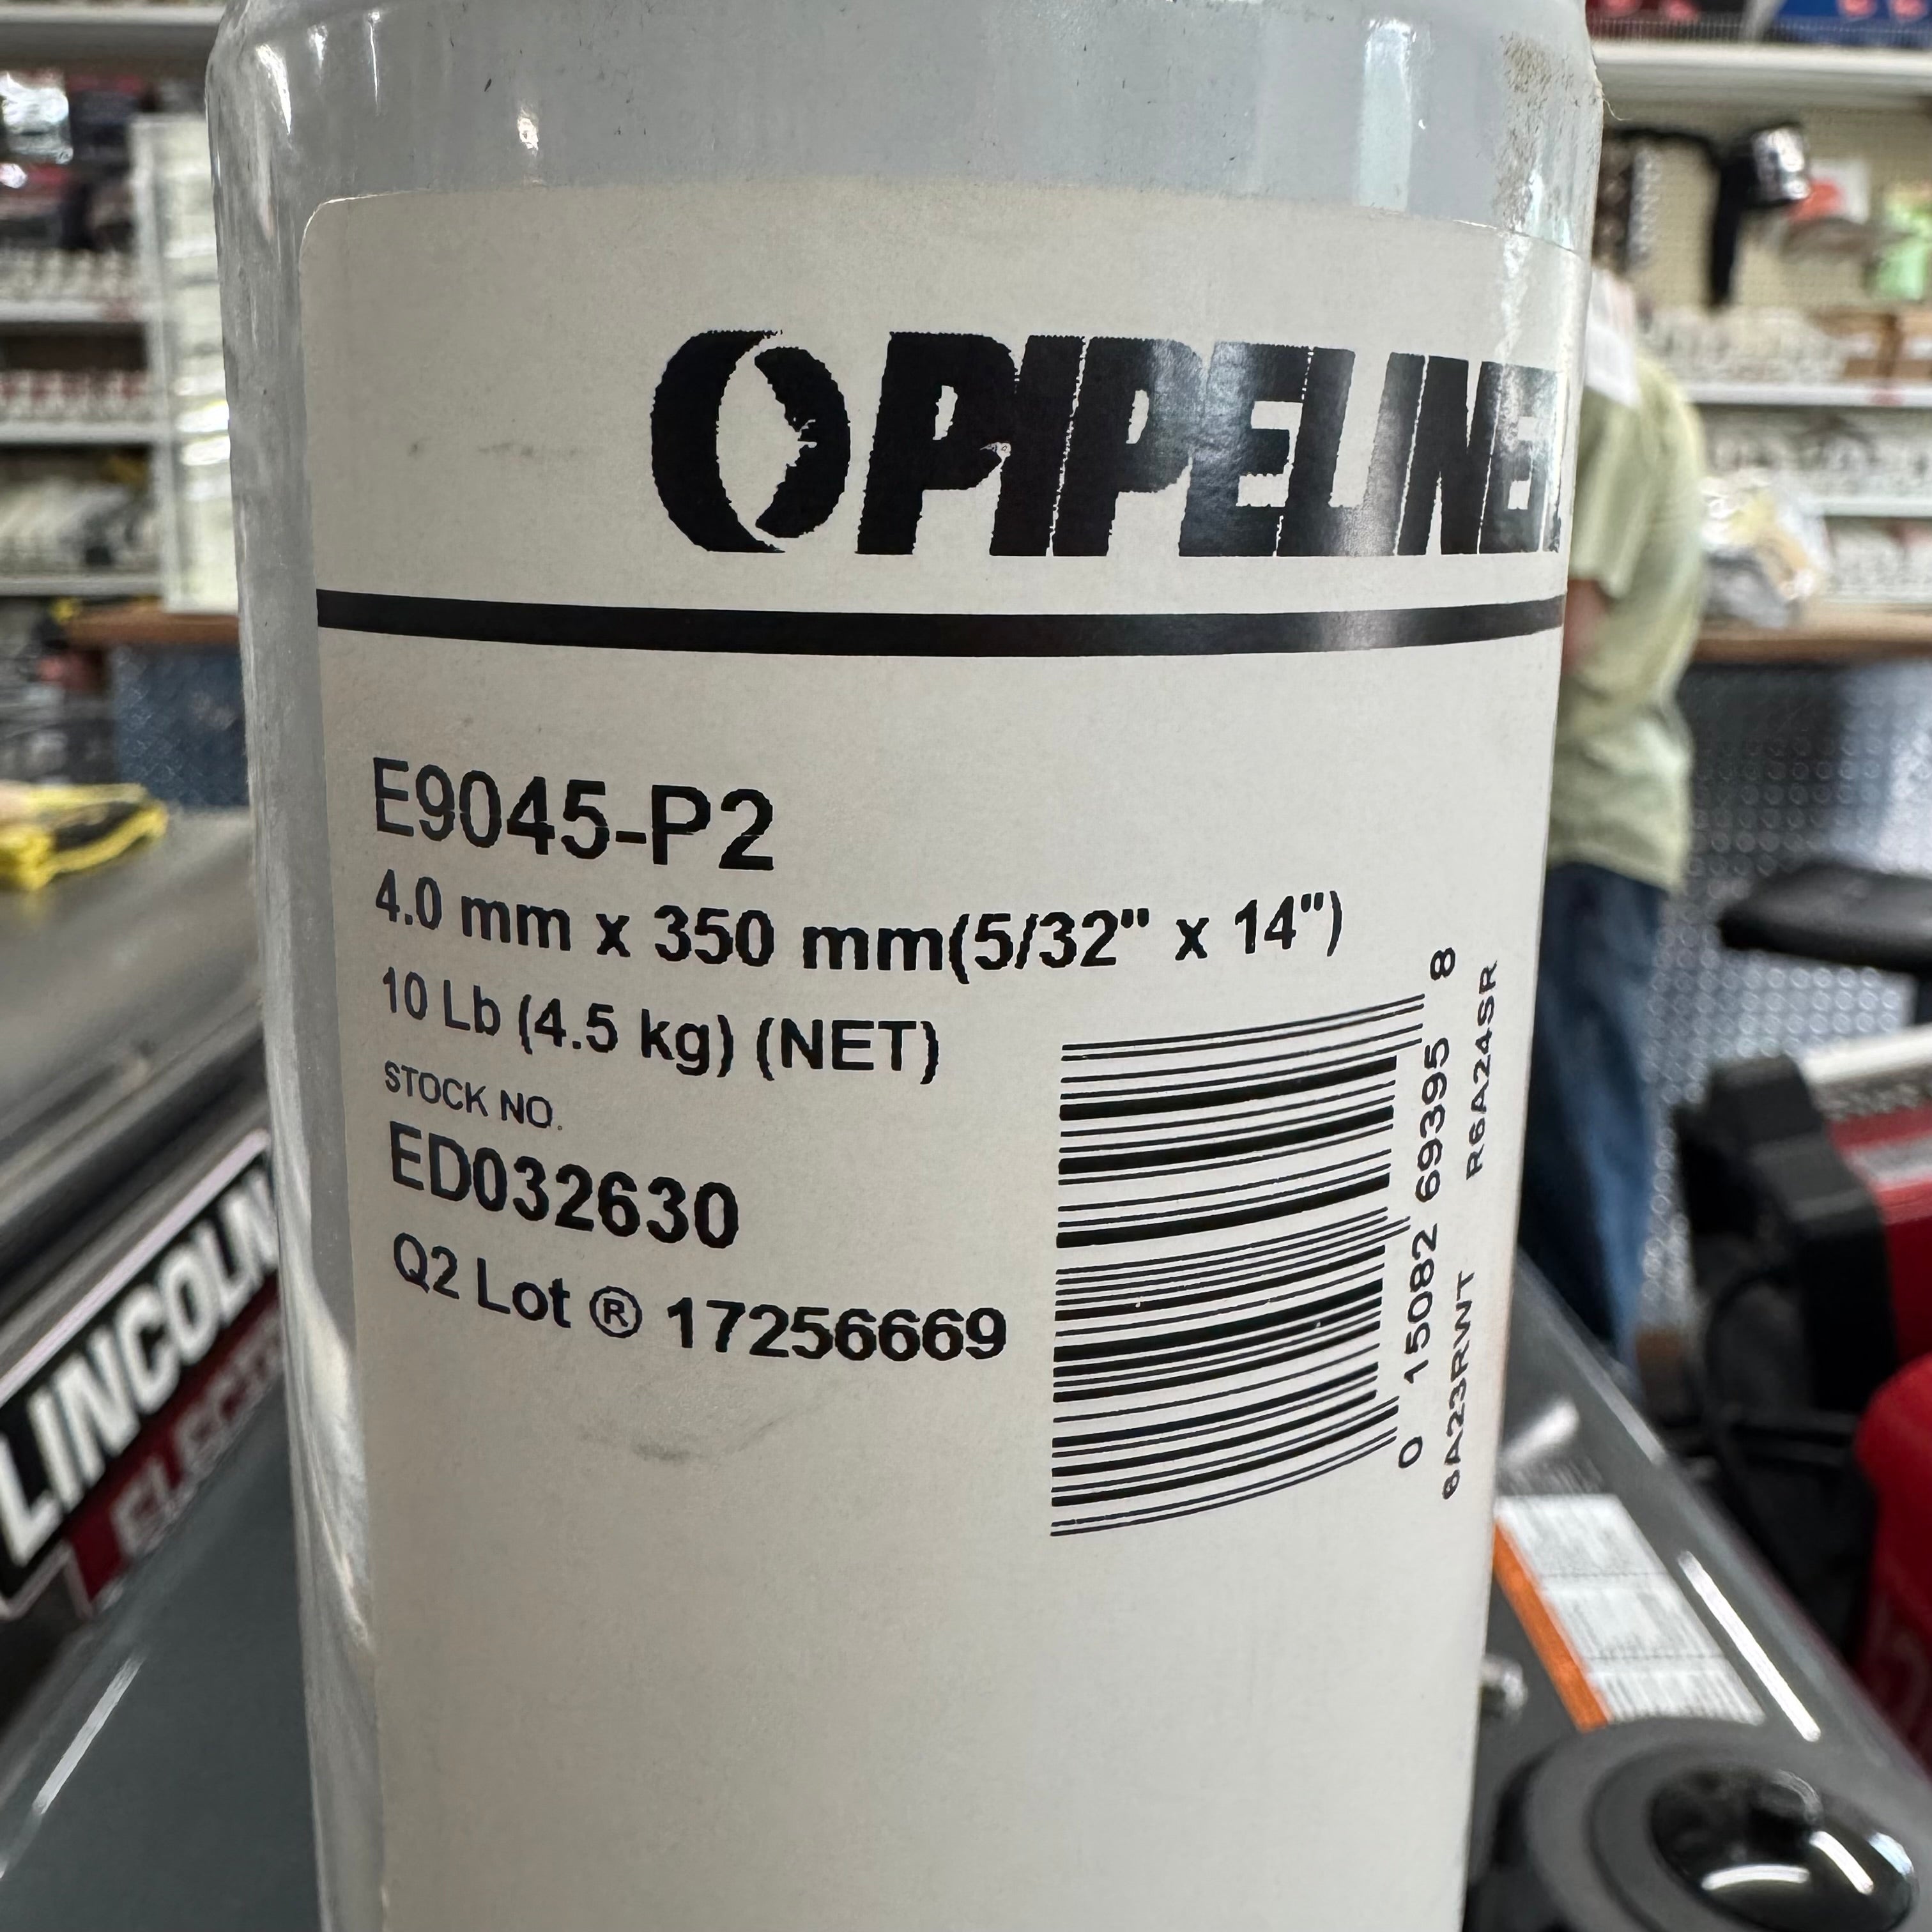 PIPELINER
E9045-P2
4.0 mm x 350 mm(5/32" x 14")
10 Lb (4.5 kg) (NET)
STOCK NO.
ED032630
Q2 Lot ® 17256669
0 15082 69395 8
R6A24SR
LINCOLN
ELECT